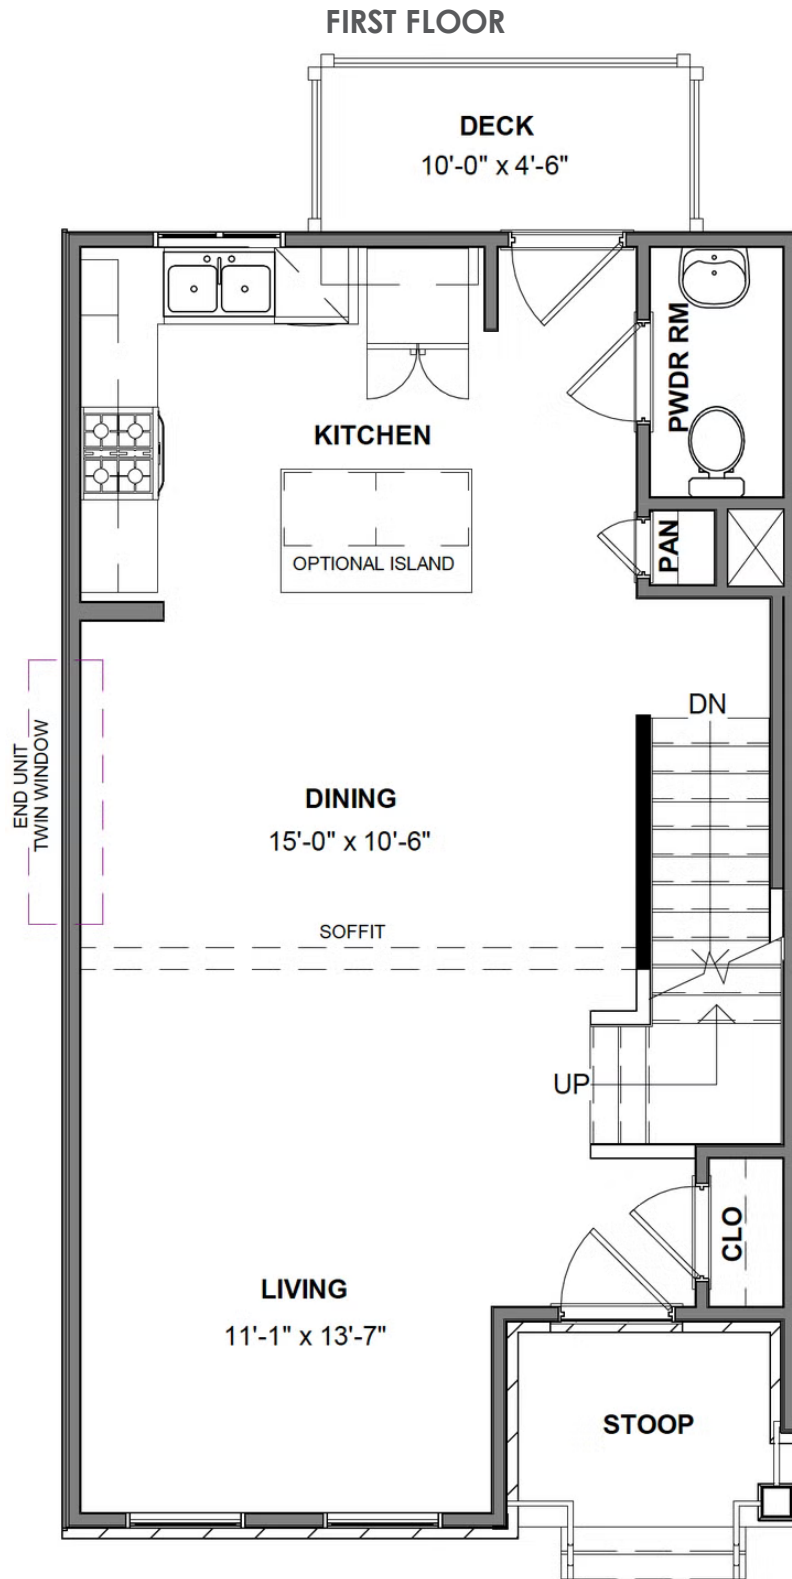 FIRST FLOOR
DECK
10'-0" x 4'-6"
PWDR RM
KITCHEN
PAN
OPTIONAL ISLAND
DN
END UNIT
TWIN WINDOW
DINING
15'-0" x 10'-6"
SOFFIT
UP
CLO
LIVING
11'-1" x 13'-7"
STOOP